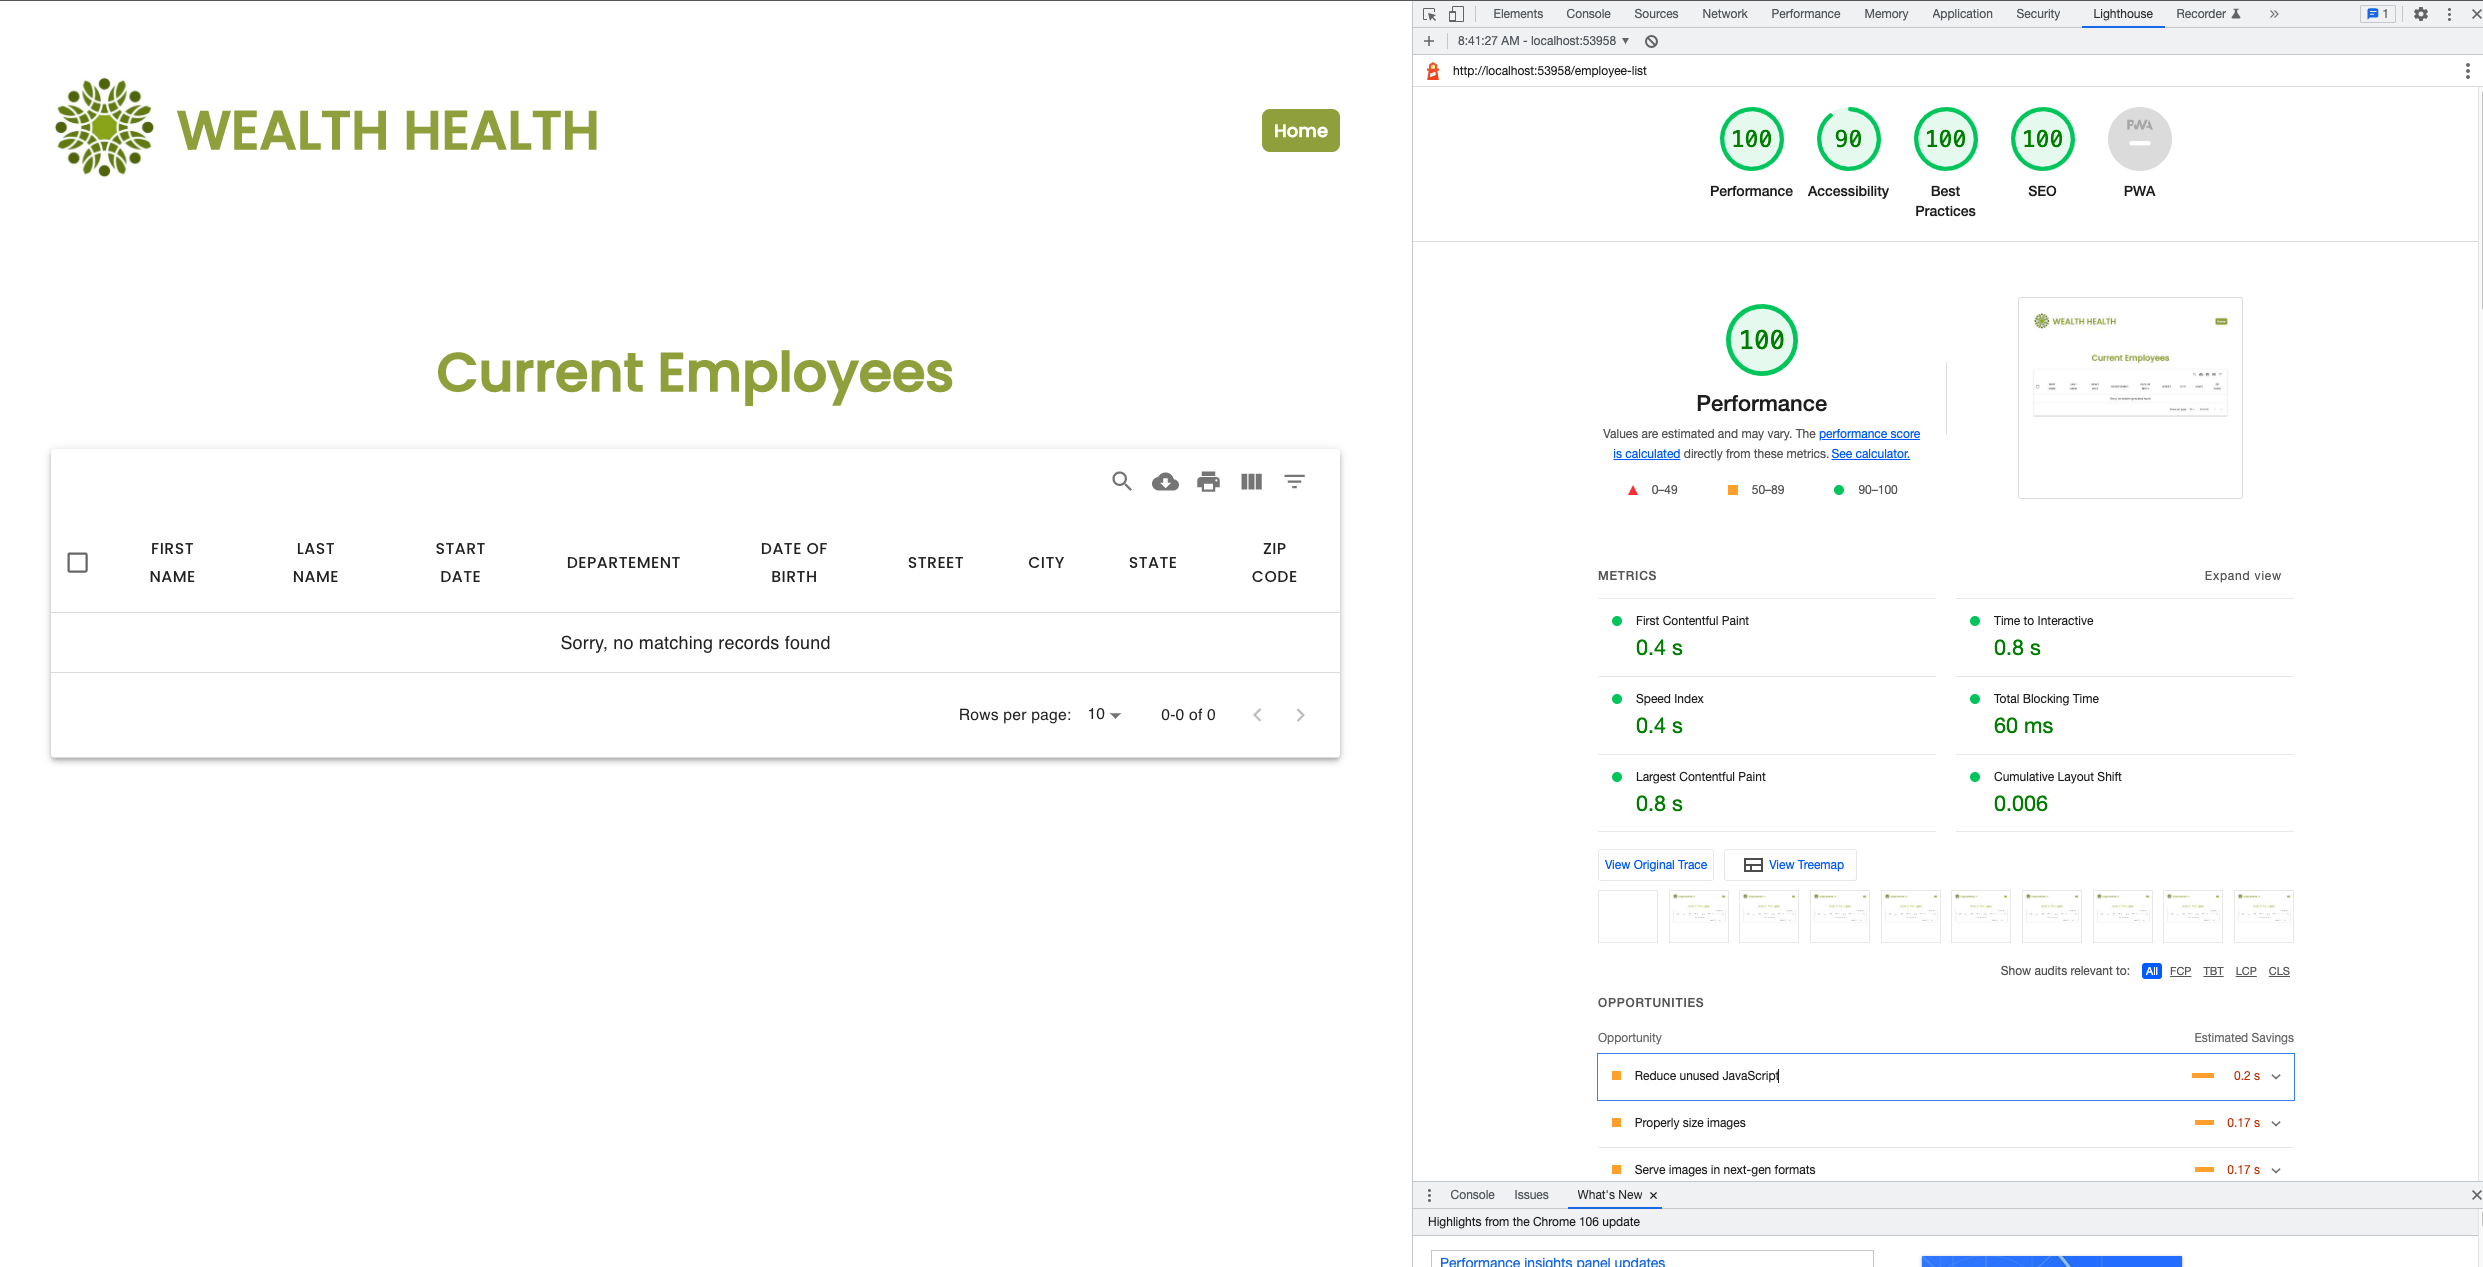 WEALTH HEALTH
Home
Current Employees
FIRST NAME
LAST NAME
START DATE
DEPARTEMENT
DATE OF BIRTH
STREET
CITY
STATE
ZIP CODE
Sorry, no matching records found
Rows per page: 10 0-0 of 0
Elements Console Sources Network Performance Memory Application Security Lighthouse Recorder 1
8:41:27 AM - localhost:53958
http://localhost:53958/employee-list
100 90 100 100 PWA
Performance Accessibility Best Practices SEO PWA
100
WEALTH HEALTH
Current Employees
Performance
Values are estimated and may vary. The performance score
is calculated directly from these metrics. See calculator.
0–49 50–89 90–100
METRICS Expand view
First Contentful Paint
0.4 s
Time to Interactive
0.8 s
Speed Index
0.4 s
Total Blocking Time
60 ms
Largest Contentful Paint
0.8 s
Cumulative Layout Shift
0.006
View Original Trace View Treemap
Show audits relevant to: All FCP TBT LCP CLS
OPPORTUNITIES
Opportunity Estimated Savings
Reduce unused JavaScript 0.2 s
Properly size images 0.17 s
Serve images in next-gen formats 0.17 s
Console Issues What's New
Highlights from the Chrome 106 update
Performance insights panel updates